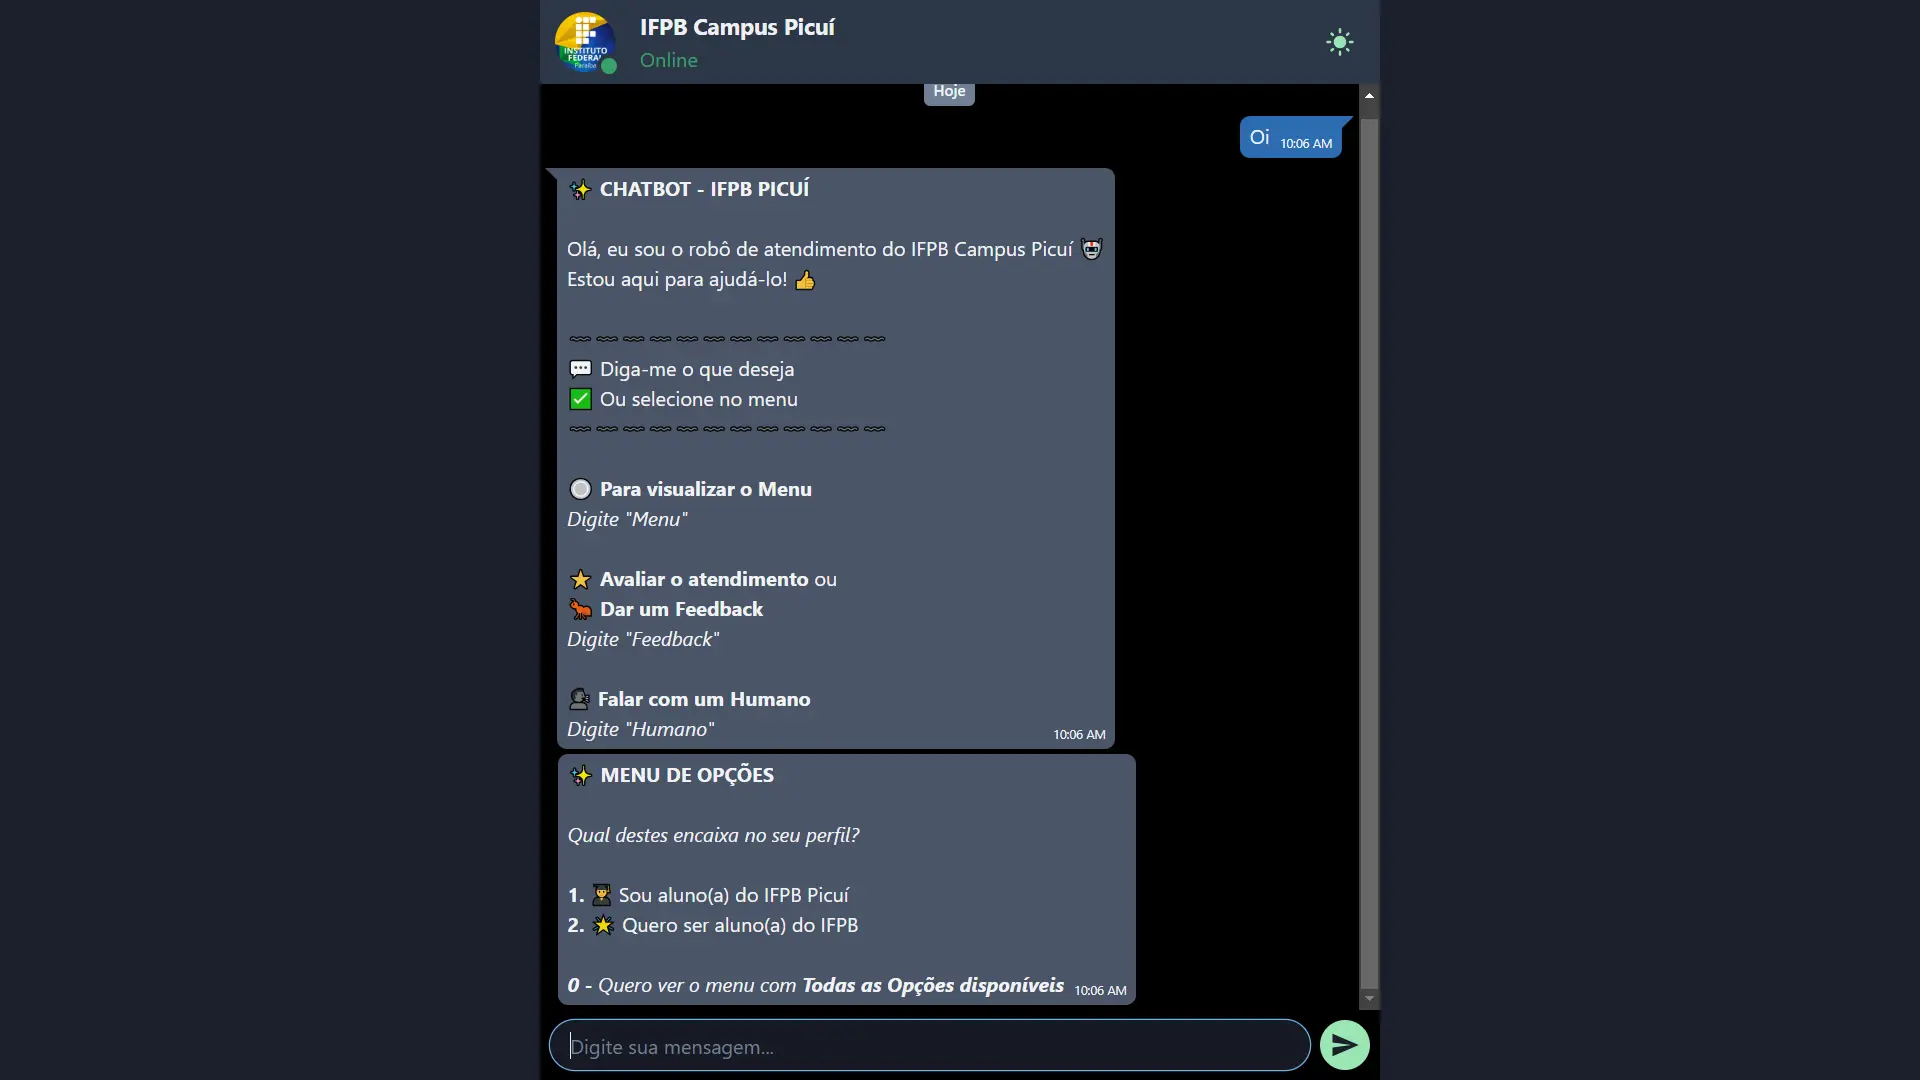 INSTITUTO
FEDERAL
Paraíba
IFPB Campus Picuí
Online
Hoje
Oi 10:06 AM
✨ CHATBOT - IFPB PICUÍ
Olá, eu sou o robô de atendimento do IFPB Campus Picuí 🤖
Estou aqui para ajudá-lo! 👍
〰〰〰〰〰〰〰〰〰〰〰〰
💬 Diga-me o que deseja
✅ Ou selecione no menu
〰〰〰〰〰〰〰〰〰〰〰〰
🔘 Para visualizar o Menu
Digite "Menu"
⭐ Avaliar o atendimento ou
🐜 Dar um Feedback
Digite "Feedback"
🗣 Falar com um Humano
Digite "Humano" 10:06 AM
✨ MENU DE OPÇÕES
Qual destes encaixa no seu perfil?
1. 👨‍🎓 Sou aluno(a) do IFPB Picuí
2. 🌟 Quero ser aluno(a) do IFPB
0 - Quero ver o menu com Todas as Opções disponíveis 10:06 AM
Digite sua mensagem...